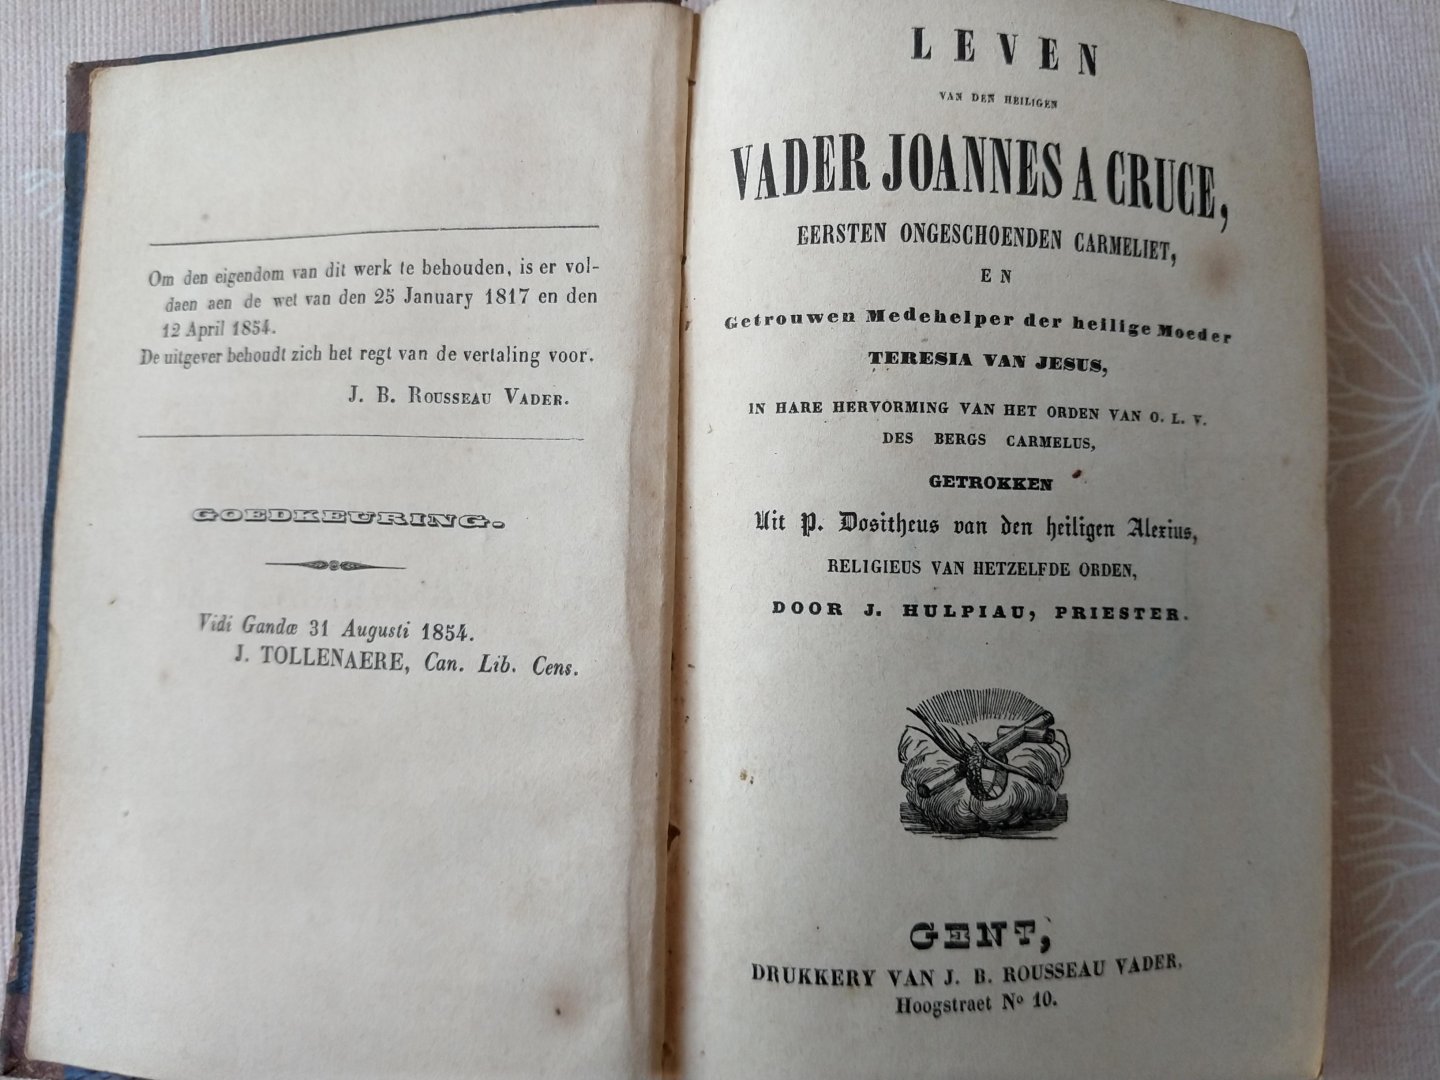 Om den eigendom van dit werk te behouden, is er vol-
daen aen de wet van den 25 January 1817 en den
12 April 1854.
De uitgever behoudt zich het regt van de vertaling voor.
J. B. Rousseau Vader.
GOEDKEURING.
Vidi Gandæ 31 Augusti 1854.
J. TOLLENAERE, Can. Lib. Cens.
LEVEN
VAN DEN HEILIGEN
VADER JOANNES A CRUCE,
EERSTEN ONGESCHOENDEN CARMELIET,
EN
Getrouwen Medehelper der heilige Moeder
TERESIA VAN JESUS,
IN HARE HERVORMING VAN HET ORDEN VAN O. L. V.
DES BERGS CARMELUS,
GETROKKEN
Uit P. Dositheus van den heiligen Alexius,
RELIGIEUS VAN HETZELFDE ORDEN,
DOOR J. HULPIAU, PRIESTER.
GENT,
DRUKKERY VAN J. B. ROUSSEAU VADER,
Hoogstraet Nº 10.